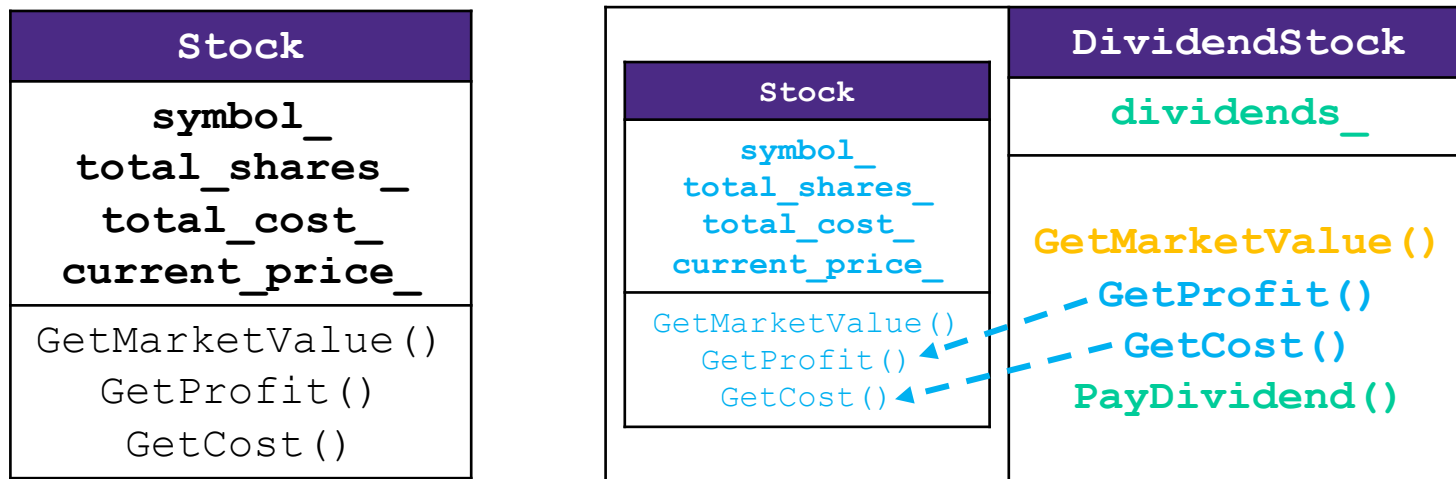 Stock
symbol_
total_shares_
total_cost_
current_price_
GetMarketValue()
GetProfit()
GetCost()
Stock
symbol_
total_shares_
total_cost_
current_price_
GetMarketValue()
GetProfit()
GetCost()
DividendStock
dividends_
GetMarketValue()
GetProfit()
GetCost()
PayDividend()